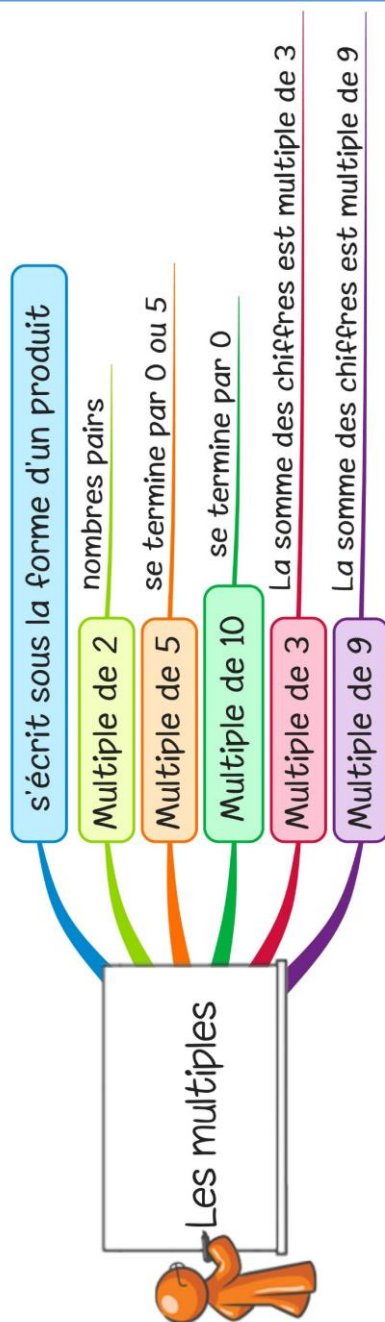 Les multiples
s'écrit sous la forme d'un produit
Multiple de 2
nombres pairs
Multiple de 5
se termine par 0 ou 5
Multiple de 10
se termine par 0
Multiple de 3
La somme des chiffres est multiple de 3
Multiple de 9
La somme des chiffres est multiple de 9